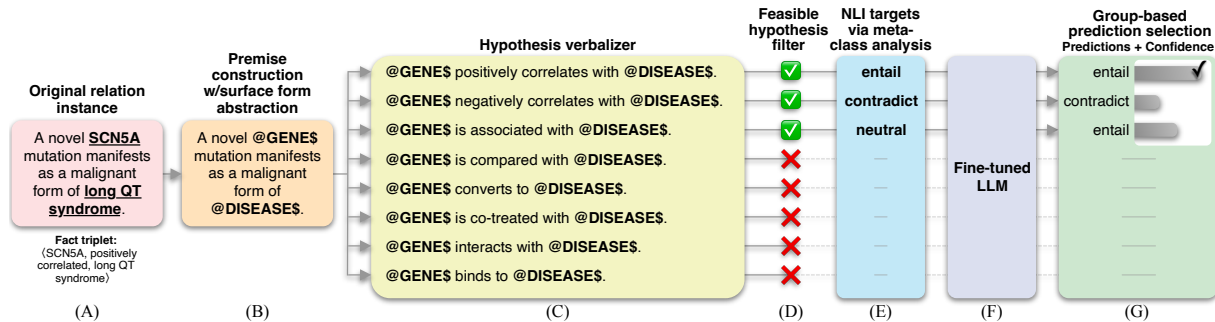 Original relation
instance
A novel SCN5A
mutation manifests
as a malignant
form of long QT
syndrome.
Fact triplet:
⟨SCN5A, positively
correlated, long QT
syndrome⟩
(A)
Premise
construction
w/surface form
abstraction
A novel @GENE$
mutation manifests
as a malignant
form of
@DISEASE$.
(B)
Hypothesis verbalizer
@GENE$ positively correlates with @DISEASE$.
@GENE$ negatively correlates with @DISEASE$.
@GENE$ is associated with @DISEASE$.
@GENE$ is compared with @DISEASE$.
@GENE$ converts to @DISEASE$.
@GENE$ is co-treated with @DISEASE$.
@GENE$ interacts with @DISEASE$.
@GENE$ binds to @DISEASE$.
(C)
Feasible
hypothesis
filter
(D)
NLI targets
via meta-
class analysis
entail
contradict
neutral
(E)
Fine-tuned
LLM
(F)
Group-based
prediction selection
Predictions + Confidence
entail
contradict
entail
(G)